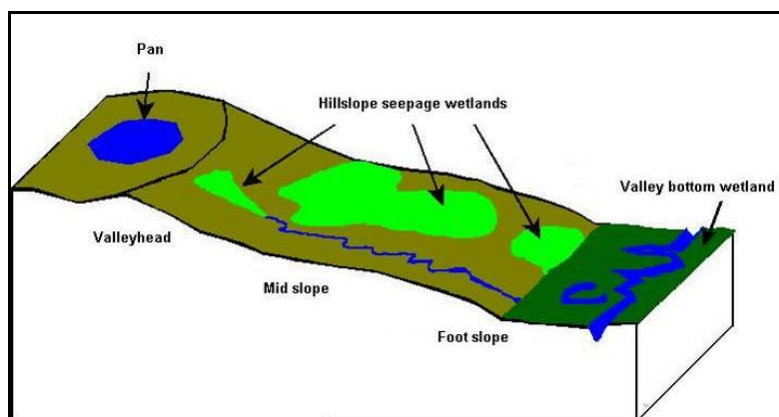 Pan
Hillslope seepage wetlands
Valley bottom wetland
Valleyhead
Mid slope
Foot slope